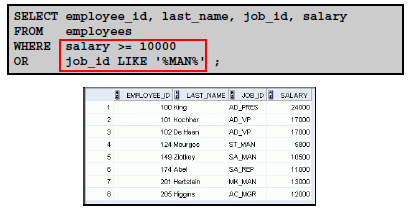 SELECT employee_id, last_name, job_id, salary
FROM employees
WHERE salary >= 10000
OR job_id LIKE '%MAN%' ;
EMPLOYEE_ID LAST_NAME JOB_ID SALARY
1 100 King AD_PRES 24000
2 101 Kochhar AD_VP 17000
3 102 De Haan AD_VP 17000
4 124 Mourgos ST_MAN 5800
5 149 Zlotkey SA_MAN 10500
6 174 Abel SA_REP 11000
7 201 Hartstein MK_MAN 13000
8 205 Higgins AC_MGR 12000